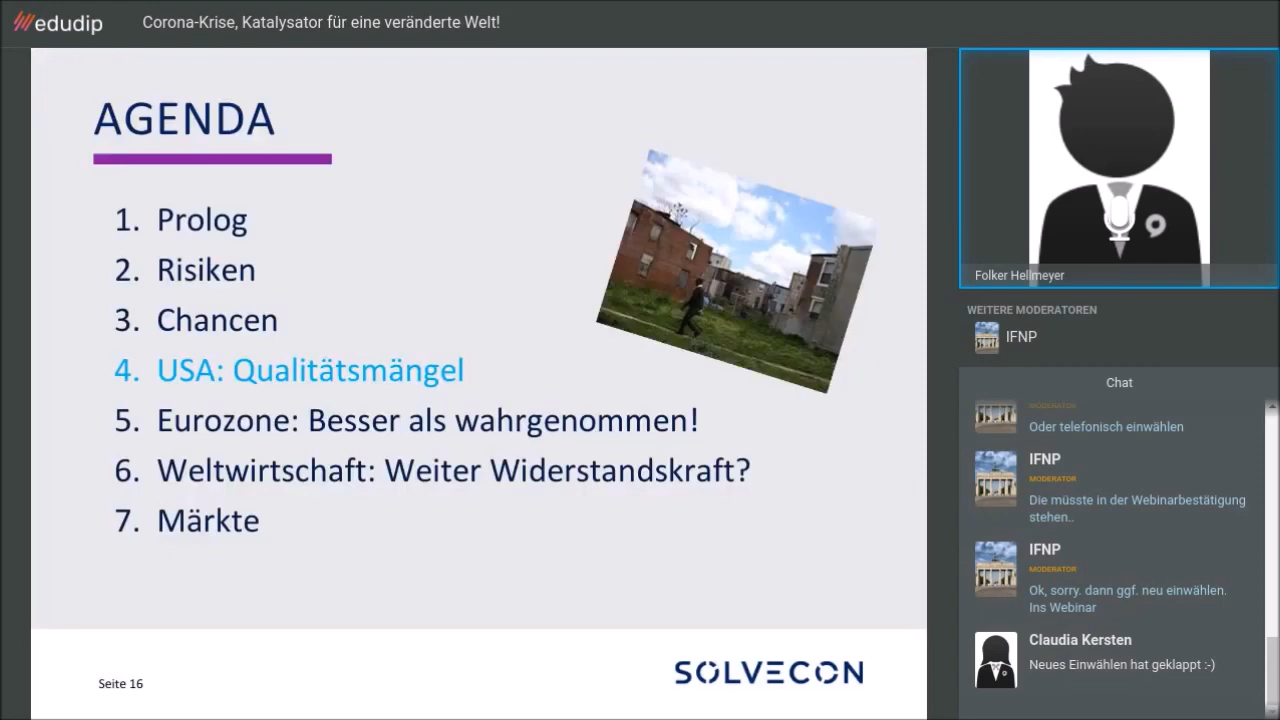 edudip
Corona-Krise, Katalysator für eine veränderte Welt!
AGENDA
1. Prolog
2. Risiken
3. Chancen
4. USA: Qualitätsmängel
5. Eurozone: Besser als wahrgenommen!
6. Weltwirtschaft: Weiter Widerstandskraft?
7. Märkte
Seite 16
SOLVECON
Folker Hellmeyer
WEITERE MODERATOREN
IFNP
Chat
MODERATOR
Oder telefonisch einwählen
IFNP
MODERATOR
Die müsste in der Webinarbestätigung
stehen..
IFNP
MODERATOR
Ok, sorry. dann ggf. neu einwählen.
Ins Webinar
Claudia Kersten
Neues Einwählen hat geklappt :-)